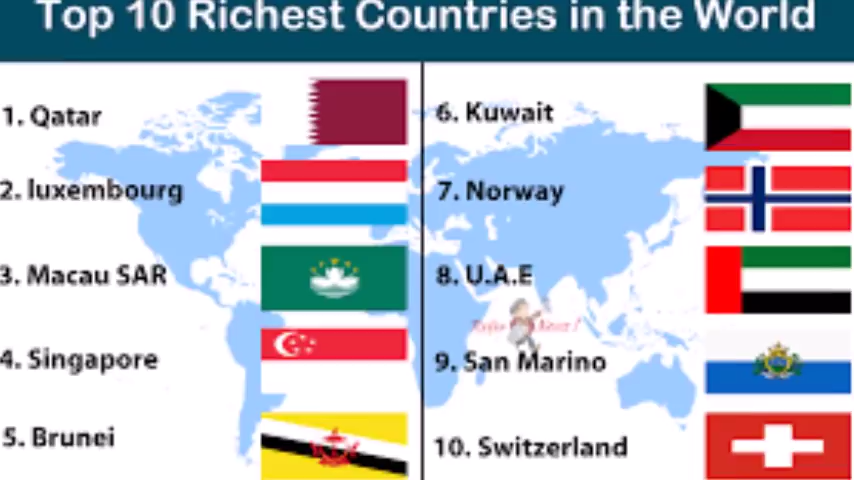 Top 10 Richest Countries in the World
1. Qatar
2. luxembourg
3. Macau SAR
4. Singapore
5. Brunei
6. Kuwait
7. Norway
8. U.A.E
9. San Marino
10. Switzerland